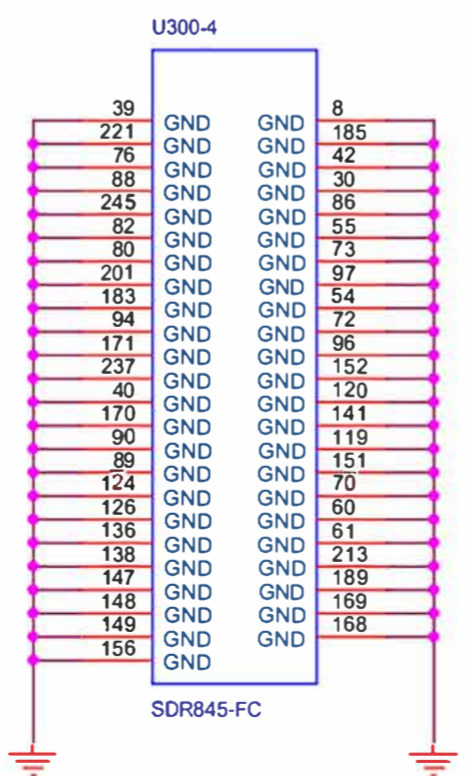 U300-4
39 GND GND 8
221 GND GND 185
76 GND GND 42
88 GND GND 30
245 GND GND 86
82 GND GND 55
80 GND GND 73
201 GND GND 97
183 GND GND 54
94 GND GND 72
171 GND GND 96
237 GND GND 152
40 GND GND 120
170 GND GND 141
90 GND GND 119
89 GND GND 151
124 GND GND 70
126 GND GND 60
136 GND GND 61
138 GND GND 213
147 GND GND 189
148 GND GND 169
149 GND GND 168
156 GND
SDR845-FC